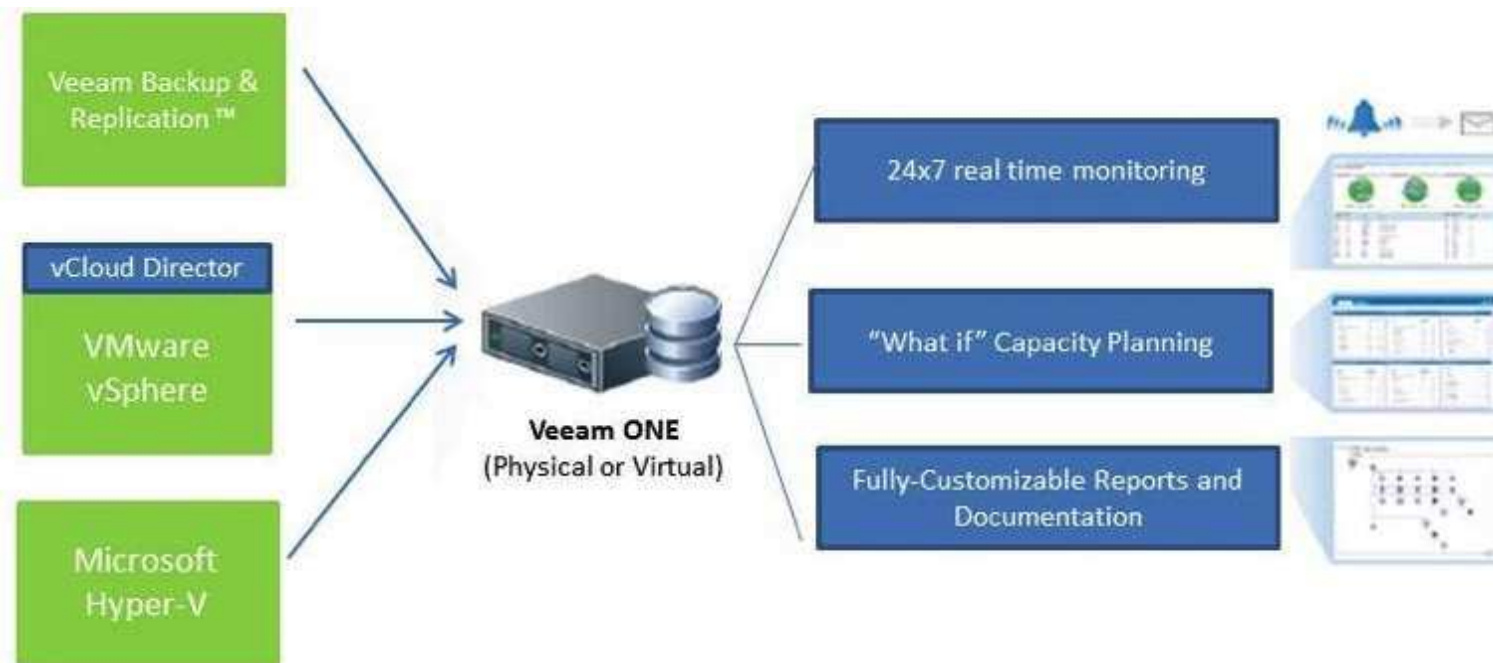 Veeam Backup &
Replication ™
vCloud Director
VMware
vSphere
Microsoft
Hyper-V
Veeam ONE
(Physical or Virtual)
24x7 real time monitoring
“What if” Capacity Planning
Fully-Customizable Reports and
Documentation